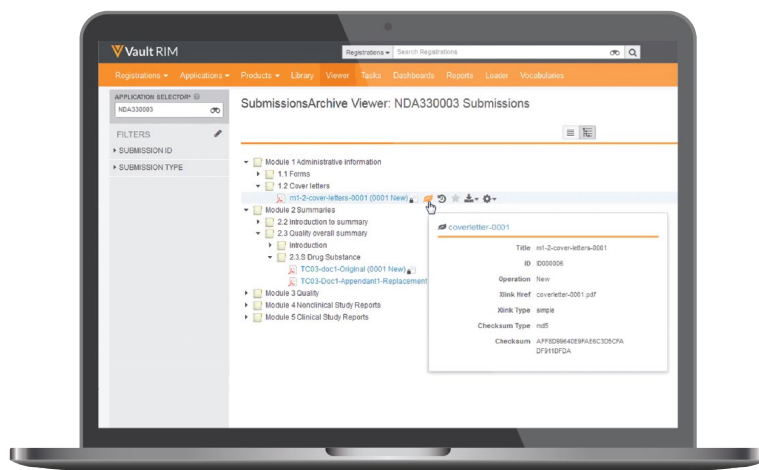 Vault RIM
Registrations Search Registrations
Registrations Applications Products Library Viewer Tasks Dashboards Reports Loader Vocabularies
APPLICATION SELECTOR*
NDA330003
SubmissionsArchive Viewer: NDA330003 Submissions
FILTERS
SUBMISSION ID
SUBMISSION TYPE
Module 1 Administrative information
1.1 Forms
1.2 Cover letters
m1-2-cover-letters-0001 (0001 New)
Module 2 Summaries
2.2 Introduction to summary
2.3 Quality overall summary
Introduction
2.3.S Drug Substance
TC03-doc1-Original (0001 New)
TC03-Doc1-Appendant1-Replacement
Module 3 Quality
Module 4 Nonclinical Study Reports
Module 5 Clinical Study Reports
coverletter-0001
Title m1-2-cover-letters-0001
ID ID000006
Operation New
Xlink Href coverletter-0001.pdf
Xlink Type simple
Checksum Type md5
Checksum